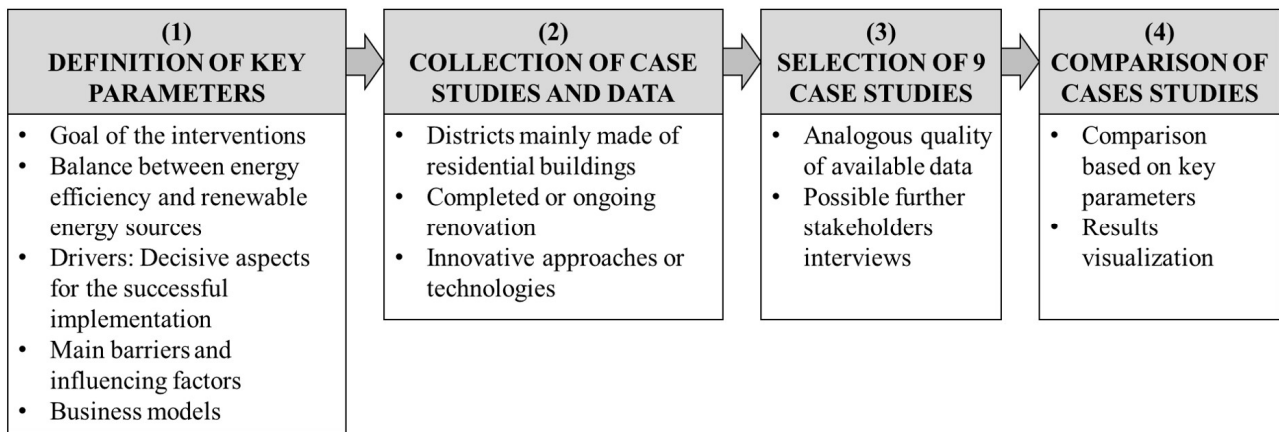 (1)
DEFINITION OF KEY
PARAMETERS
• Goal of the interventions
• Balance between energy
efficiency and renewable
energy sources
• Drivers: Decisive aspects
for the successful
implementation
• Main barriers and
influencing factors
• Business models
(2)
COLLECTION OF CASE
STUDIES AND DATA
• Districts mainly made of
residential buildings
• Completed or ongoing
renovation
• Innovative approaches or
technologies
(3)
SELECTION OF 9
CASE STUDIES
• Analogous quality
of available data
• Possible further
stakeholders
interviews
(4)
COMPARISON OF
CASES STUDIES
• Comparison
based on key
parameters
• Results
visualization